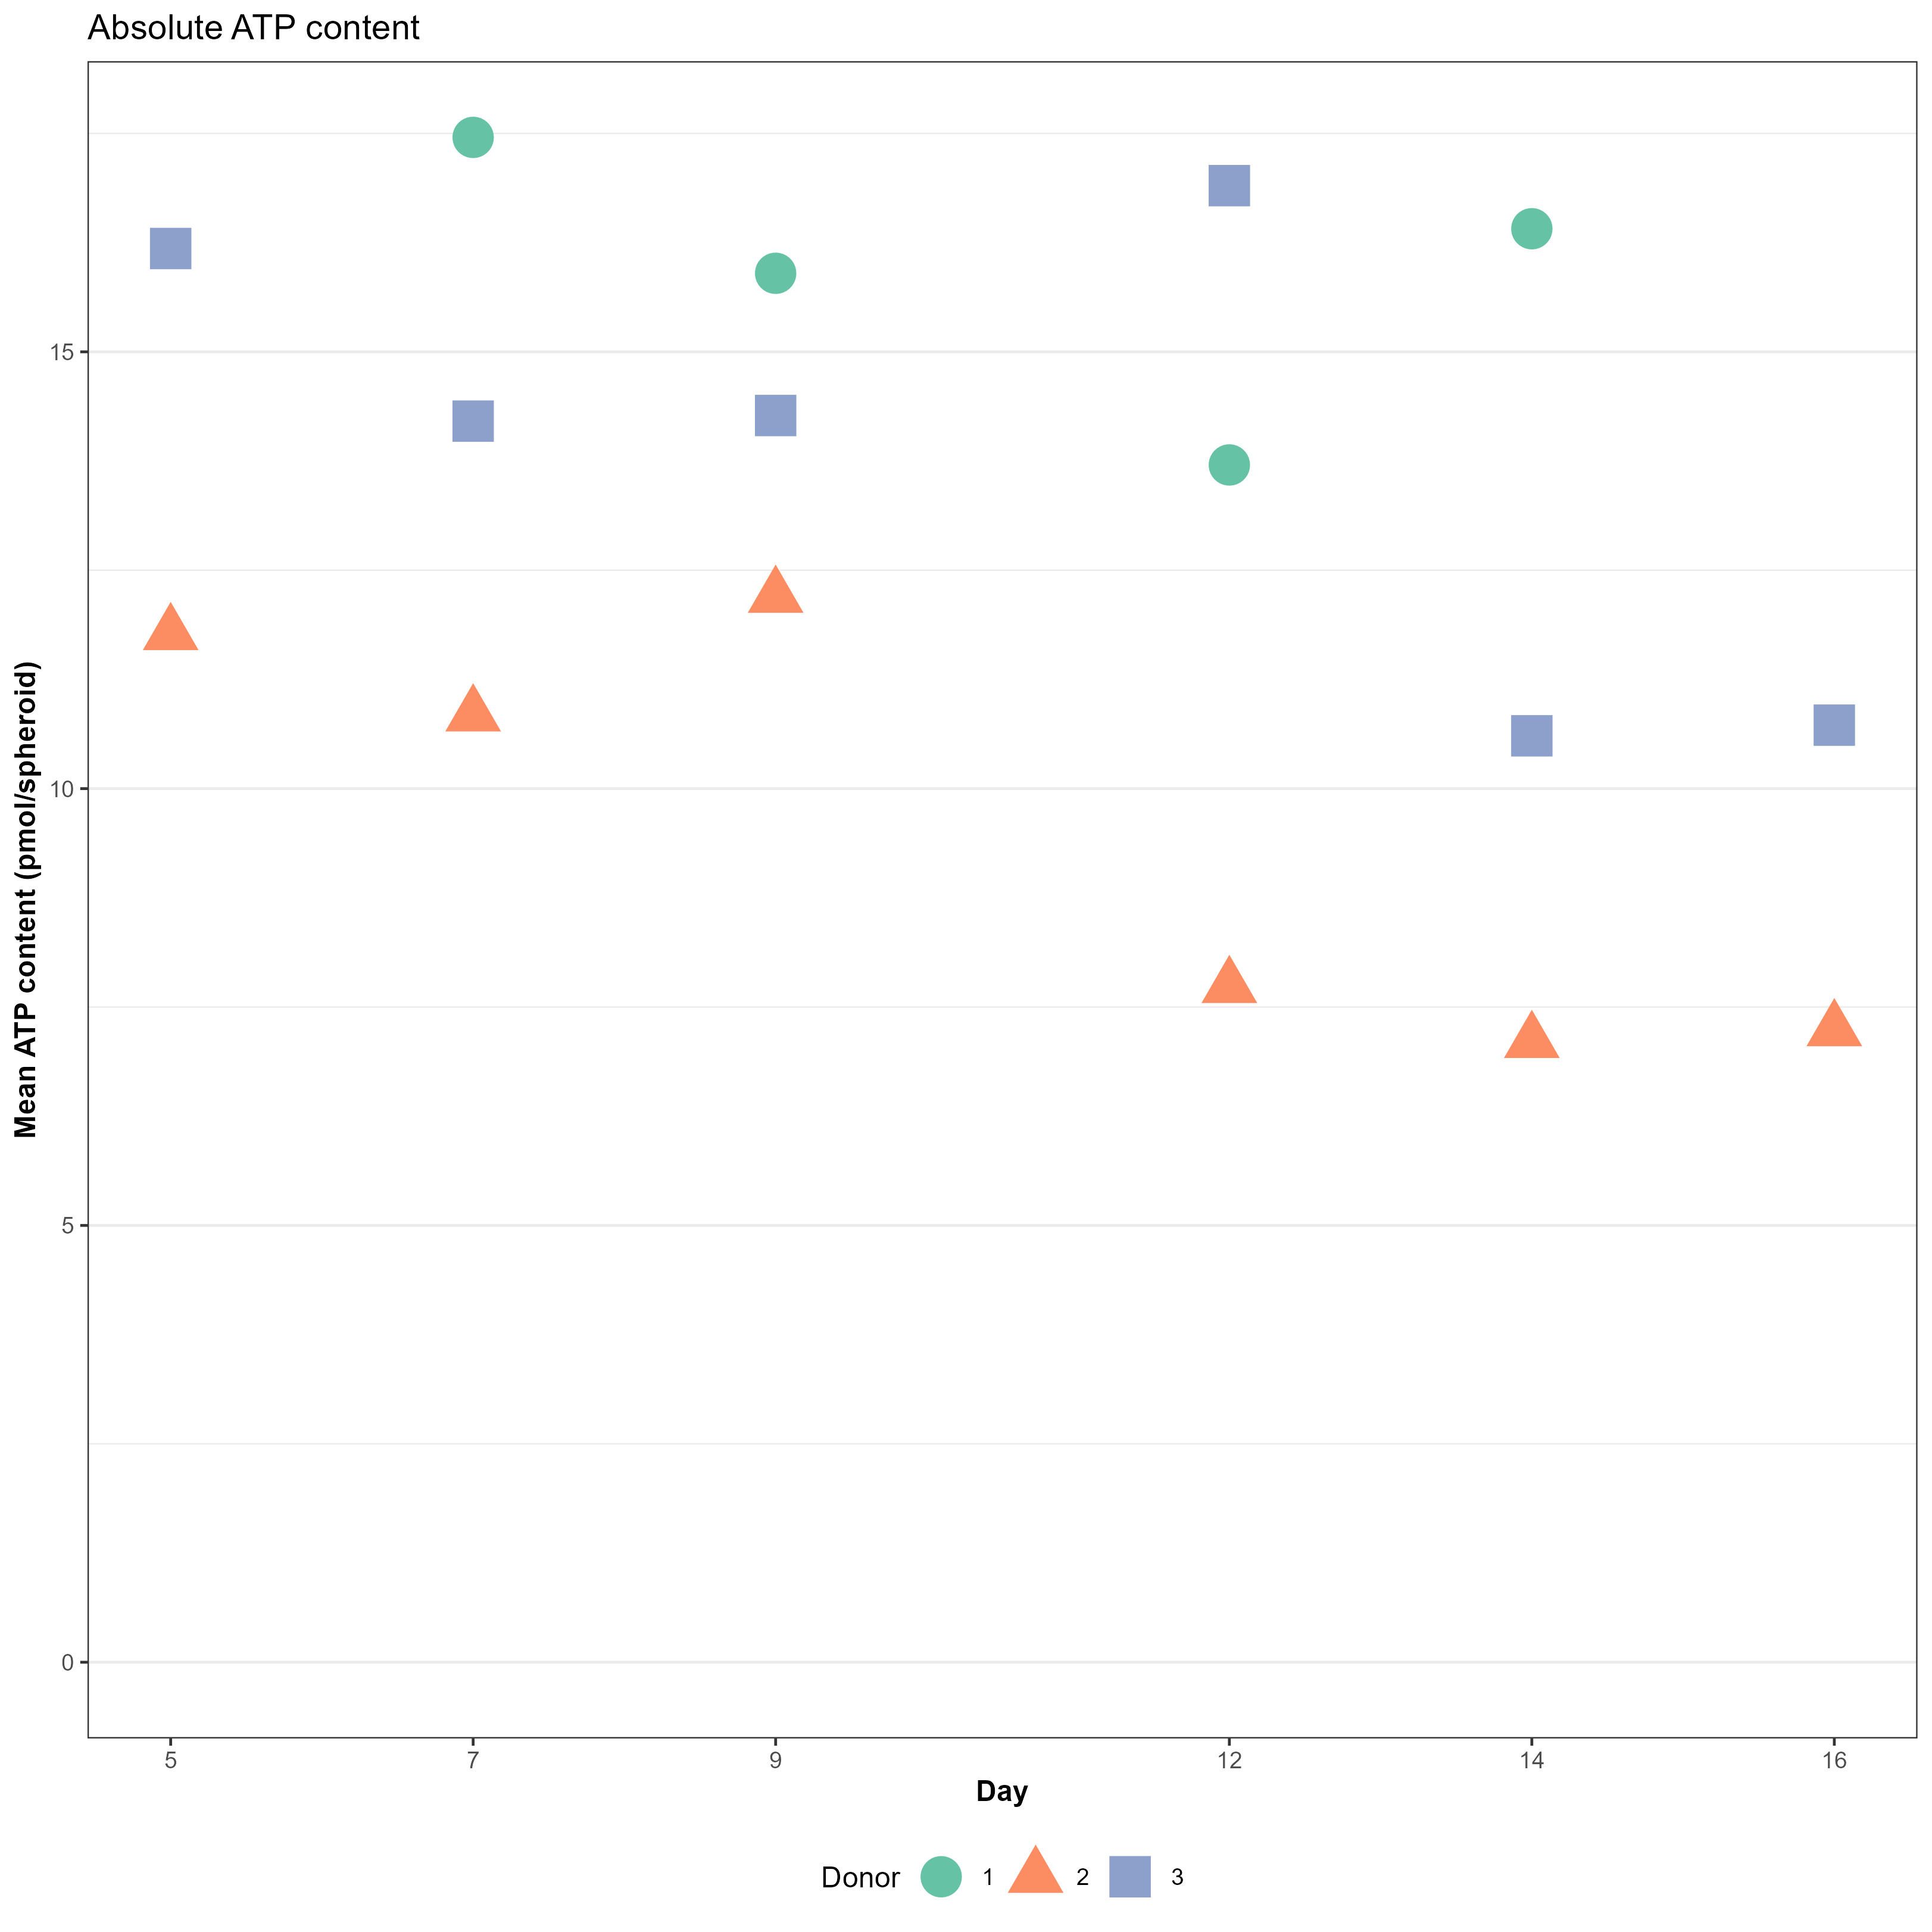 Absolute ATP content
Mean ATP content (pmol/spheroid)
15
10
5
0
5 7 9 12 14 16
Day
Donor 1 2 3